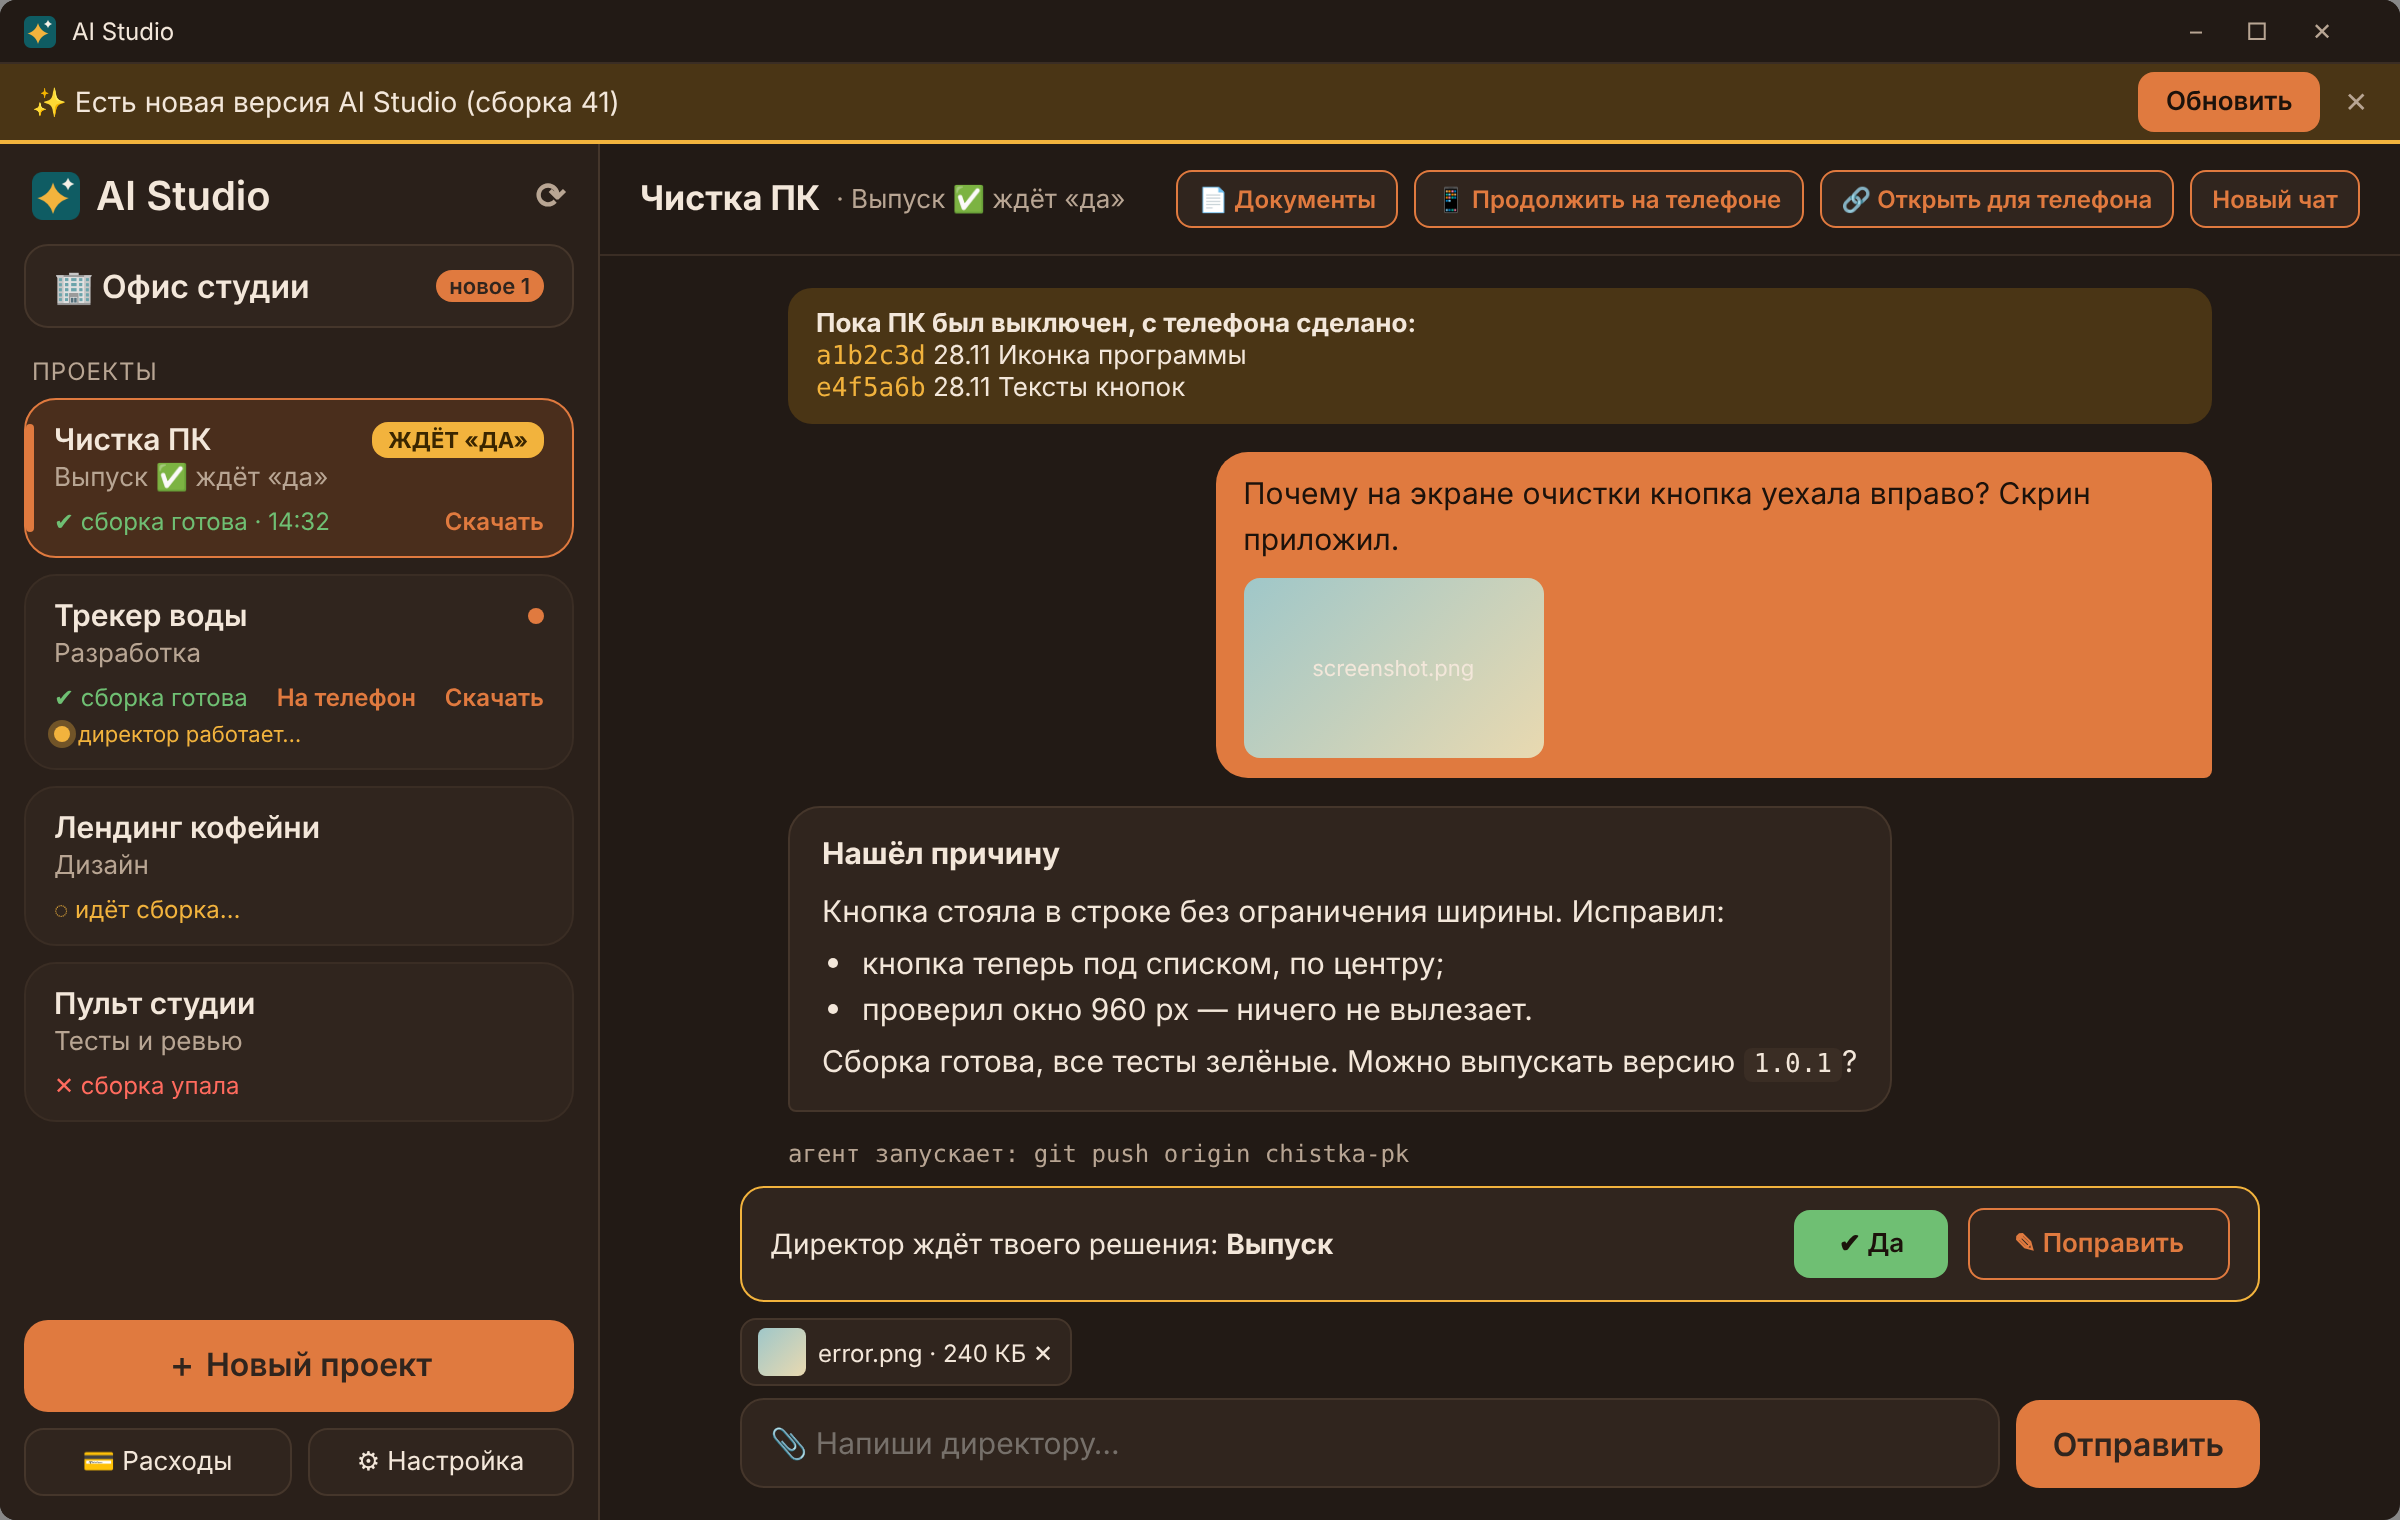 AI Studio
✨ Есть новая версия AI Studio (сборка 41)
Обновить ✕
AI Studio
🏢 Офис студии
новое 1
ПРОЕКТЫ
Чистка ПК
ЖДЁТ «ДА»
Выпуск ✅ ждёт «да»
✔ сборка готова · 14:32
Скачать
Трекер воды
Разработка
✔ сборка готова
На телефон
Скачать
директор работает...
Лендинг кофейни
Дизайн
◌ идёт сборка...
Пульт студии
Тесты и ревью
✕ сборка упала
+ Новый проект
💳 Расходы
⚙ Настройка
Чистка ПК · Выпуск ✅ ждёт «да»
📄 Документы
📱 Продолжить на телефоне
🔗 Открыть для телефона
Новый чат
Пока ПК был выключен, с телефона сделано:
a1b2c3d 28.11 Иконка программы
e4f5a6b 28.11 Тексты кнопок
Почему на экране очистки кнопка уехала вправо? Скрин
приложил.
screenshot.png
Нашёл причину
Кнопка стояла в строке без ограничения ширины. Исправил:
• кнопка теперь под списком, по центру;
• проверил окно 960 px — ничего не вылезает.
Сборка готова, все тесты зелёные. Можно выпускать версию 1.0.1?
агент запускает: git push origin chistka-pk
Директор ждёт твоего решения: Выпуск
✔ Да
✎ Поправить
error.png · 240 КБ ✕
📎 Напиши директору...
Отправить